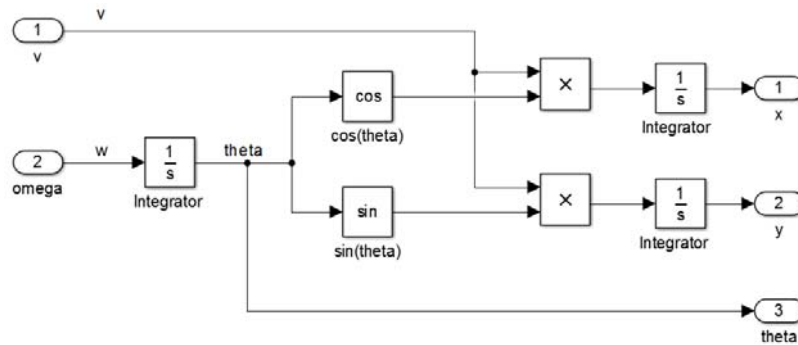 v
1
v
cos
cos(theta)
×
1
s
Integrator
1
x
2
omega
w
1
s
Integrator
theta
sin
sin(theta)
×
1
s
Integrator
2
y
3
theta